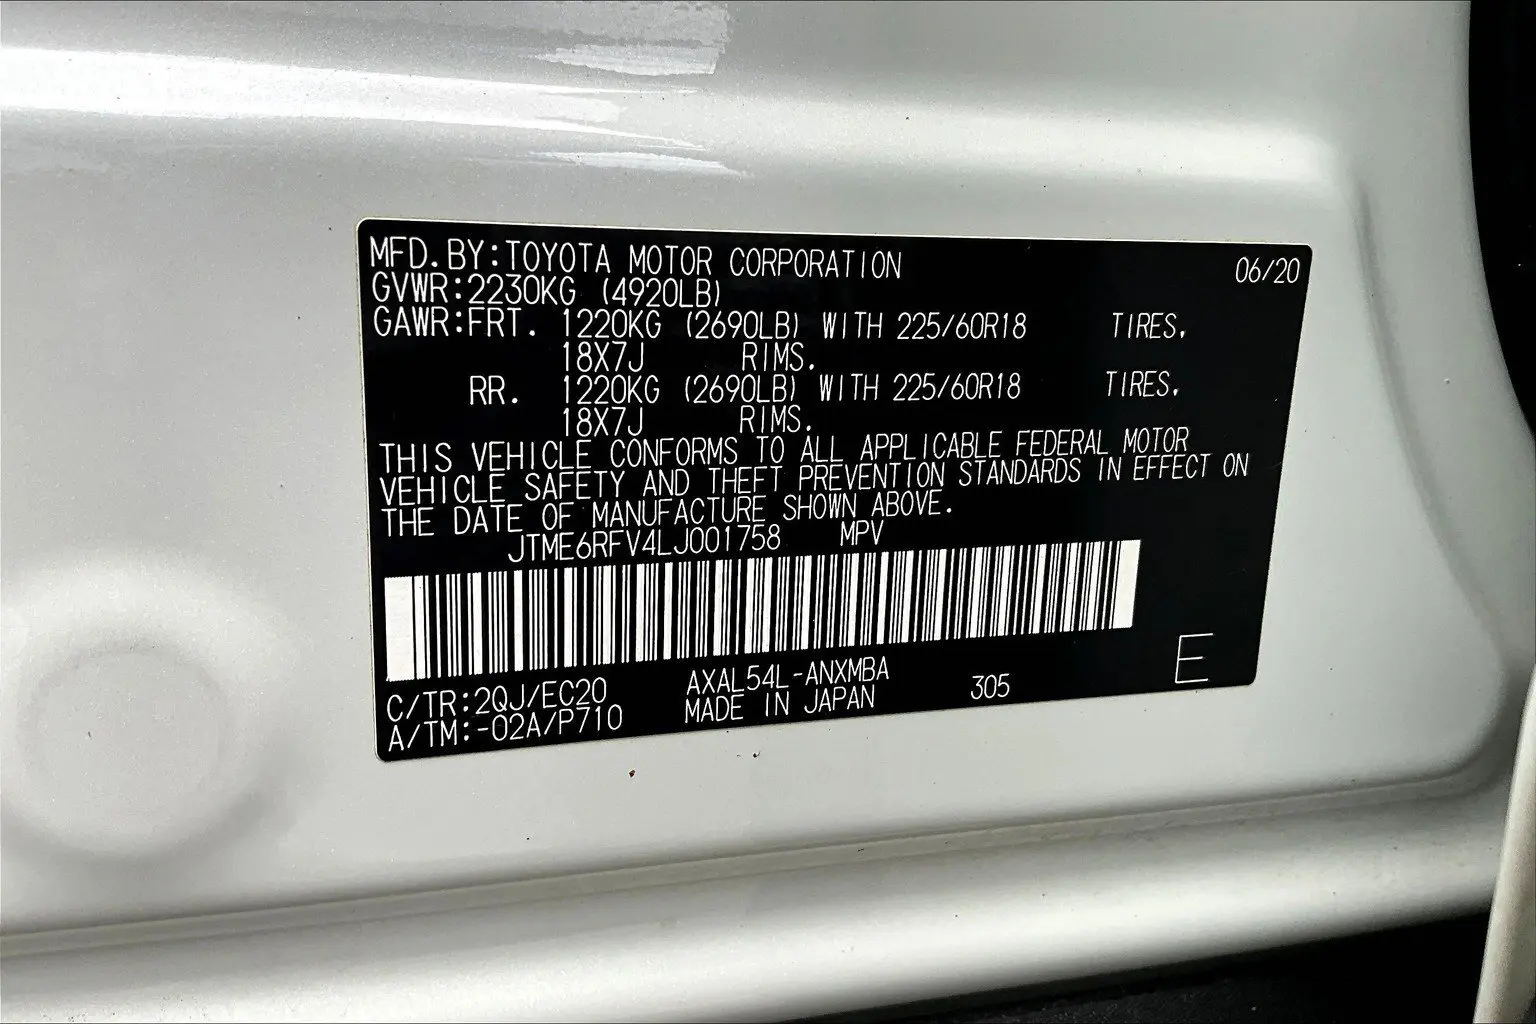 MFD.BY:TOYOTA MOTOR CORPORATION 06/20
GVWR:2230KG (4920LB)
GAWR:FRT. 1220KG (2690LB) WITH 225/60R18 TIRES,
18X7J RIMS.
RR. 1220KG (2690LB) WITH 225/60R18 TIRES,
18X7J RIMS.
THIS VEHICLE CONFORMS TO ALL APPLICABLE FEDERAL MOTOR
VEHICLE SAFETY AND THEFT PREVENTION STANDARDS IN EFFECT ON
THE DATE OF MANUFACTURE SHOWN ABOVE.
JTME6RFV4LJ001758 MPV
E
C/TR:2QJ/EC20 AXAL54L-ANXMBA
A/TM:-02A/P710 MADE IN JAPAN 305